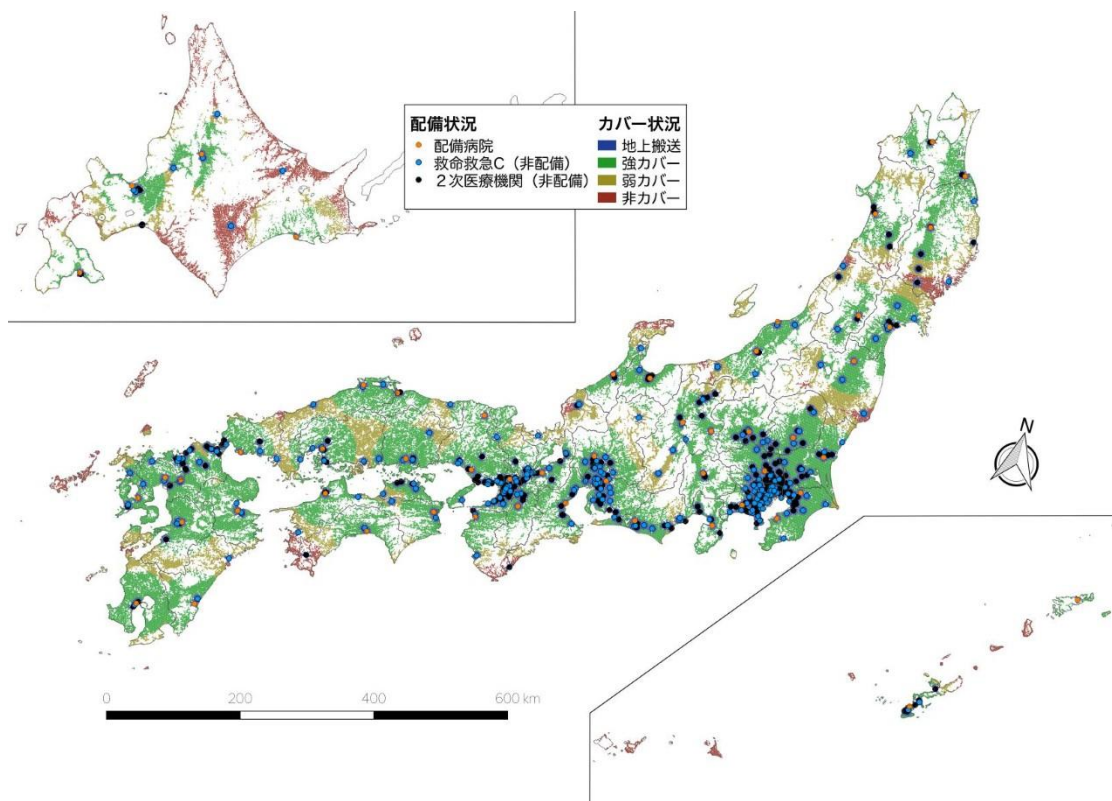 配備状況
配備病院
救命救急C（非配備）
２次医療機関（非配備）
カバー状況
地上搬送
強カバー
弱カバー
非カバー
N
0 200 400 600 km